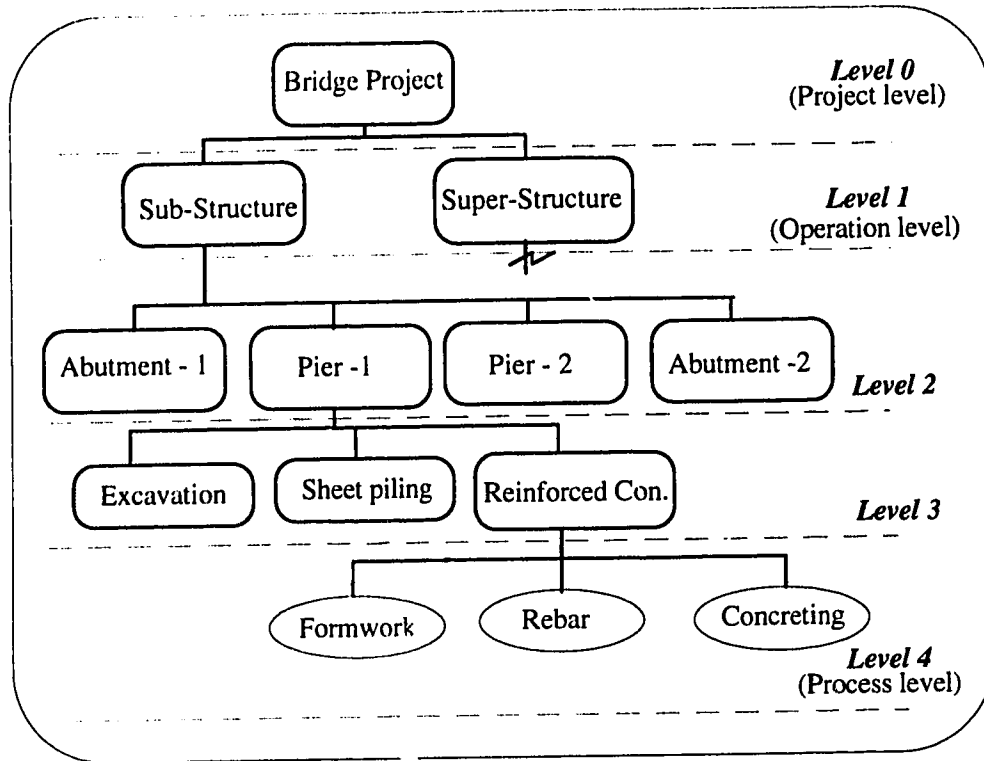 Bridge Project
Level 0
(Project level)
Sub-Structure
Super-Structure
Level 1
(Operation level)
Abutment - 1
Pier -1
Pier - 2
Abutment -2
Level 2
Excavation
Sheet piling
Reinforced Con.
Level 3
Formwork
Rebar
Concreting
Level 4
(Process level)